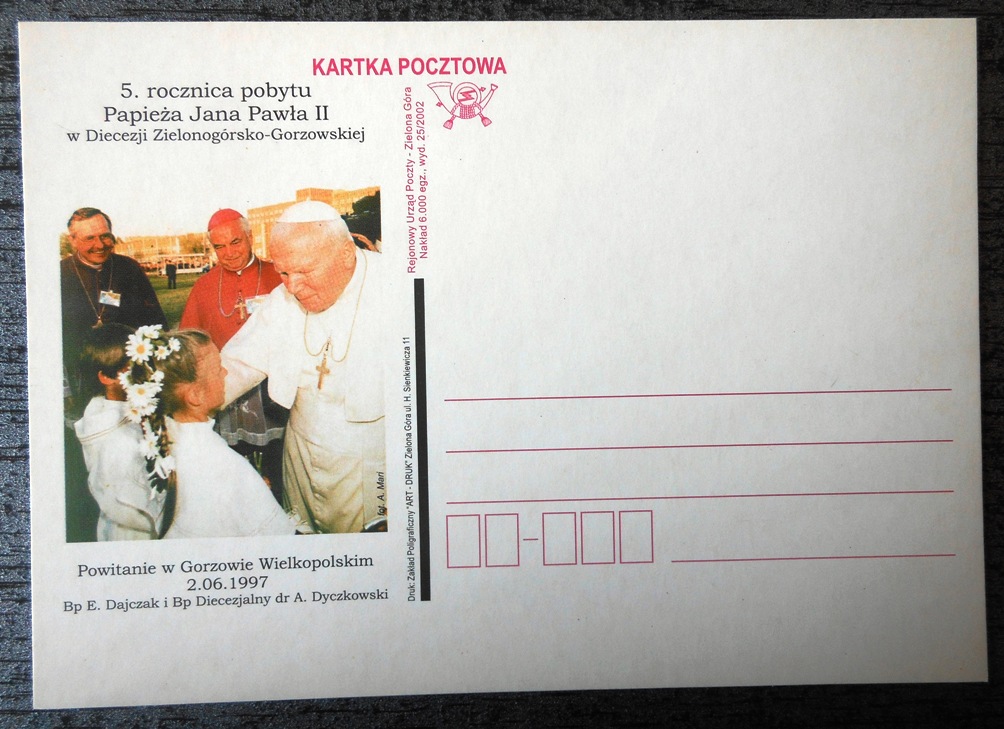 KARTKA POCZTOWA
5. rocznica pobytu
Papieża Jana Pawła II
w Diecezji Zielonogórsko-Gorzowskiej
Rejonowy Urząd Poczty - Zielona Góra
Nakład 6.000 egz., wyd. 25/2002
fot. A. Mari
Druk: Zakład Poligraficzny "ART - DRUK" Zielona Góra ul. H. Sienkiewicza 11
Powitanie w Gorzowie Wielkopolskim
2.06.1997
Bp E. Dajczak i Bp Diecezjalny dr A. Dyczkowski